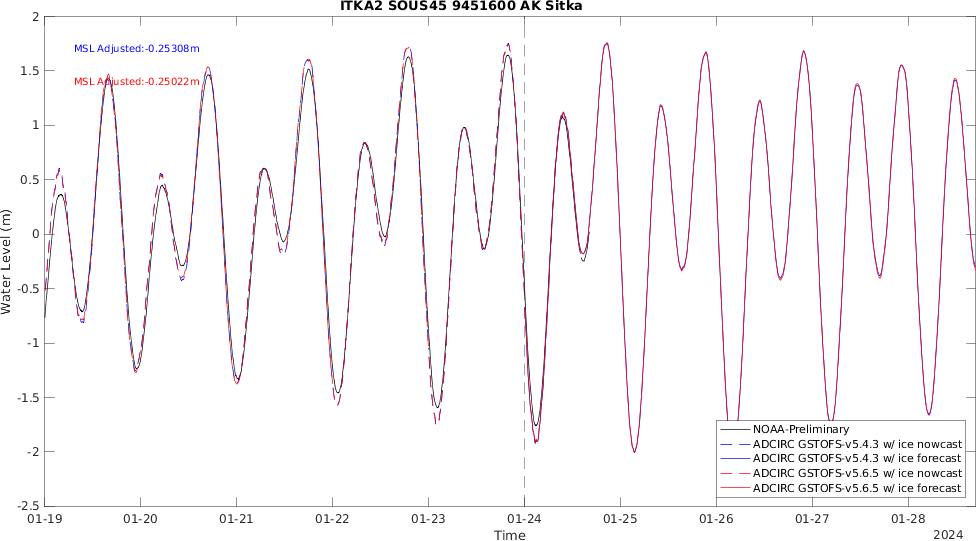 ITKA2 SOUS45 9451600 AK Sitka
2
1.5
1
0.5
0
-0.5
-1
-1.5
-2
-2.5
Water Level (m)
MSL Adjusted:-0.25308m
MSL Adjusted:-0.25022m
NOAA-Preliminary
ADCIRC GSTOFS-v5.4.3 w/ ice nowcast
ADCIRC GSTOFS-v5.4.3 w/ ice forecast
ADCIRC GSTOFS-v5.6.5 w/ ice nowcast
ADCIRC GSTOFS-v5.6.5 w/ ice forecast
01-19 01-20 01-21 01-22 01-23 01-24 01-25 01-26 01-27 01-28
Time
2024